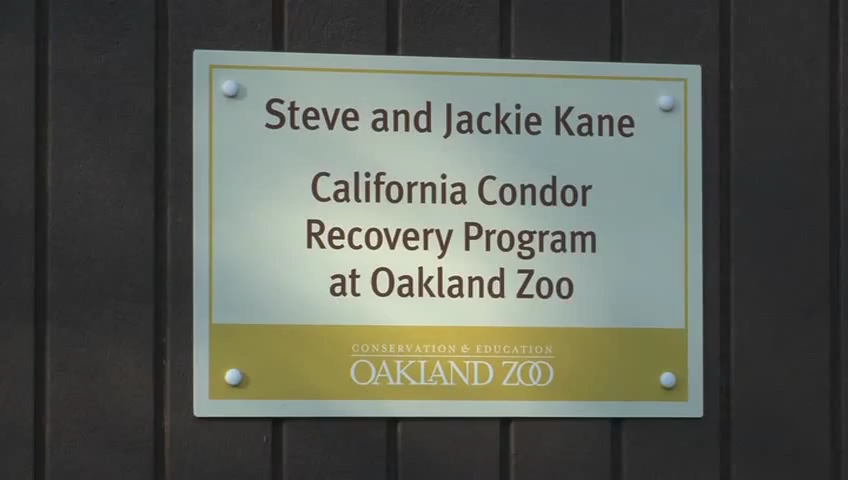 Steve and Jackie Kane
California Condor
Recovery Program
at Oakland Zoo
CONSERVATION & EDUCATION
OAKLAND ZOO